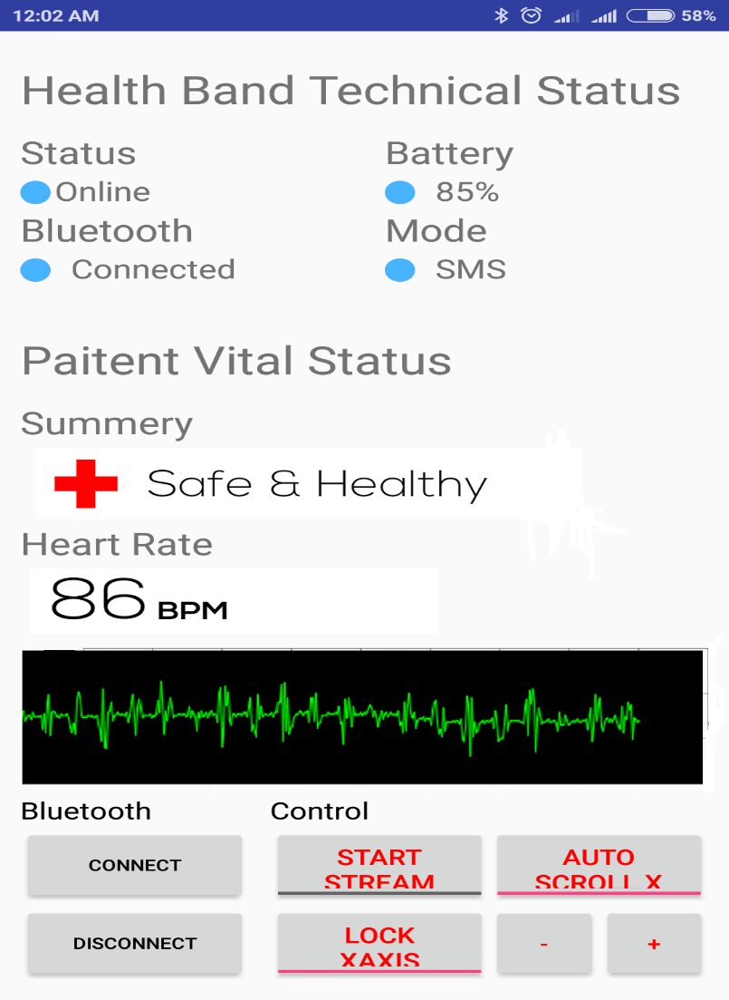 12:02 AM 58%
Health Band Technical Status
Status Battery
Online 85%
Bluetooth Mode
Connected SMS
Paitent Vital Status
Summery
Safe & Healthy
Heart Rate
86 BPM
Bluetooth Control
CONNECT
START
STREAM
AUTO
SCROLL X
DISCONNECT
LOCK
XAXIS
- +